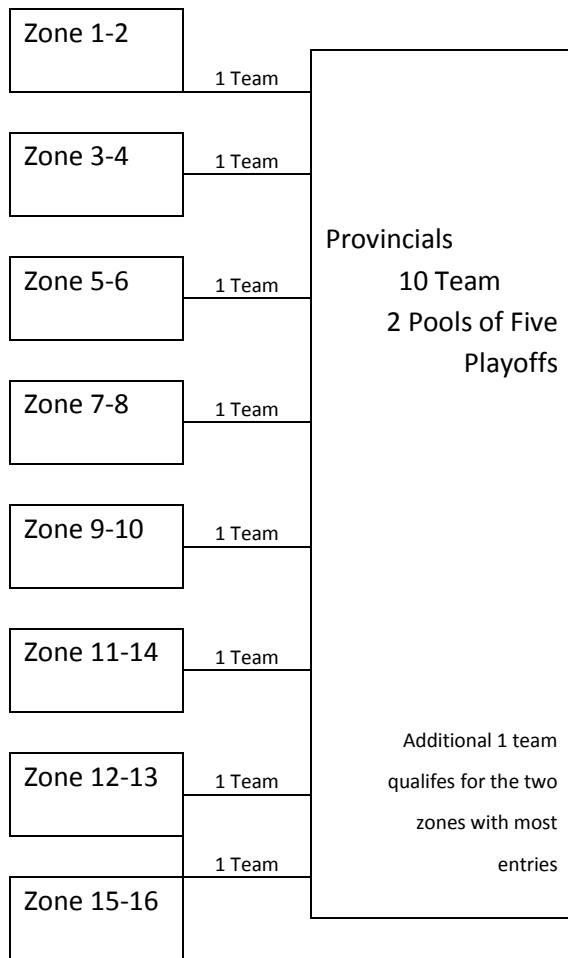 Zone 1-2
1 Team
Zone 3-4
1 Team
Zone 5-6
1 Team
Zone 7-8
1 Team
Zone 9-10
1 Team
Zone 11-14
1 Team
Zone 12-13
1 Team
Zone 15-16
1 Team
Provincials
10 Team
2 Pools of Five
Playoffs
Additional 1 team
qualifes for the two
zones with most
entries